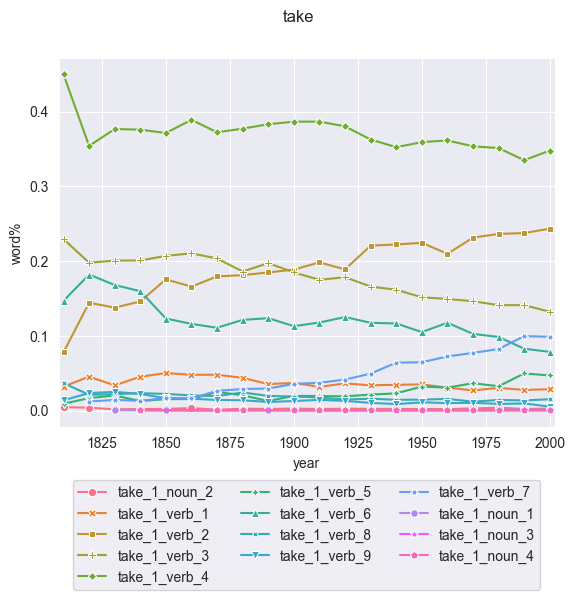 take
0.4
0.3
0.2
0.1
0.0
word%
1825 1850 1875 1900 1925 1950 1975 2000
year
take_1_noun_2 take_1_verb_5 take_1_verb_7
take_1_verb_1 take_1_verb_6 take_1_noun_1
take_1_verb_2 take_1_verb_8 take_1_noun_3
take_1_verb_3 take_1_verb_9 take_1_noun_4
take_1_verb_4